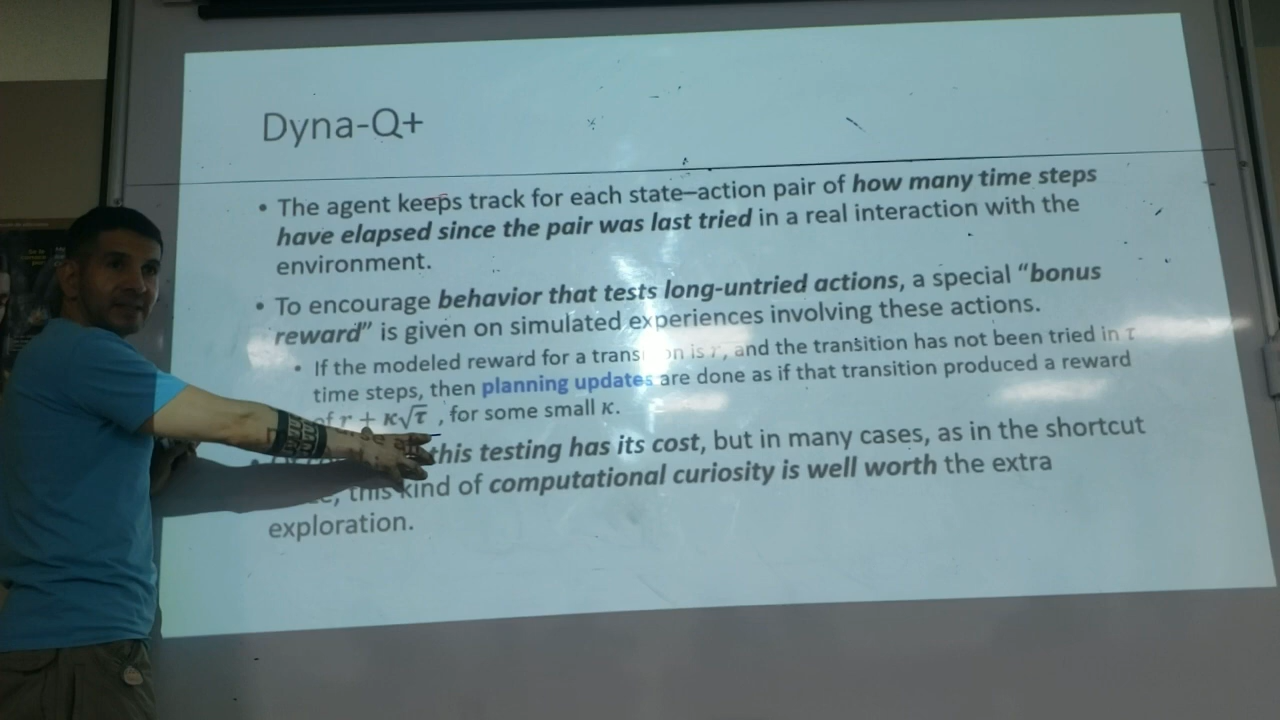 Dyna-Q+
• The agent keeps track for each state–action pair of how many time steps
have elapsed since the pair was last tried in a real interaction with the
environment.
• To encourage behavior that tests long-untried actions, a special “bonus
reward” is given on simulated experiences involving these actions.
• If the modeled reward for a transition is r, and the transition has not been tried in τ
time steps, then planning updates are done as if that transition produced a reward
of r + κ√τ , for some small κ.
• this testing has its cost, but in many cases, as in the shortcut
this kind of computational curiosity is well worth the extra
exploration.